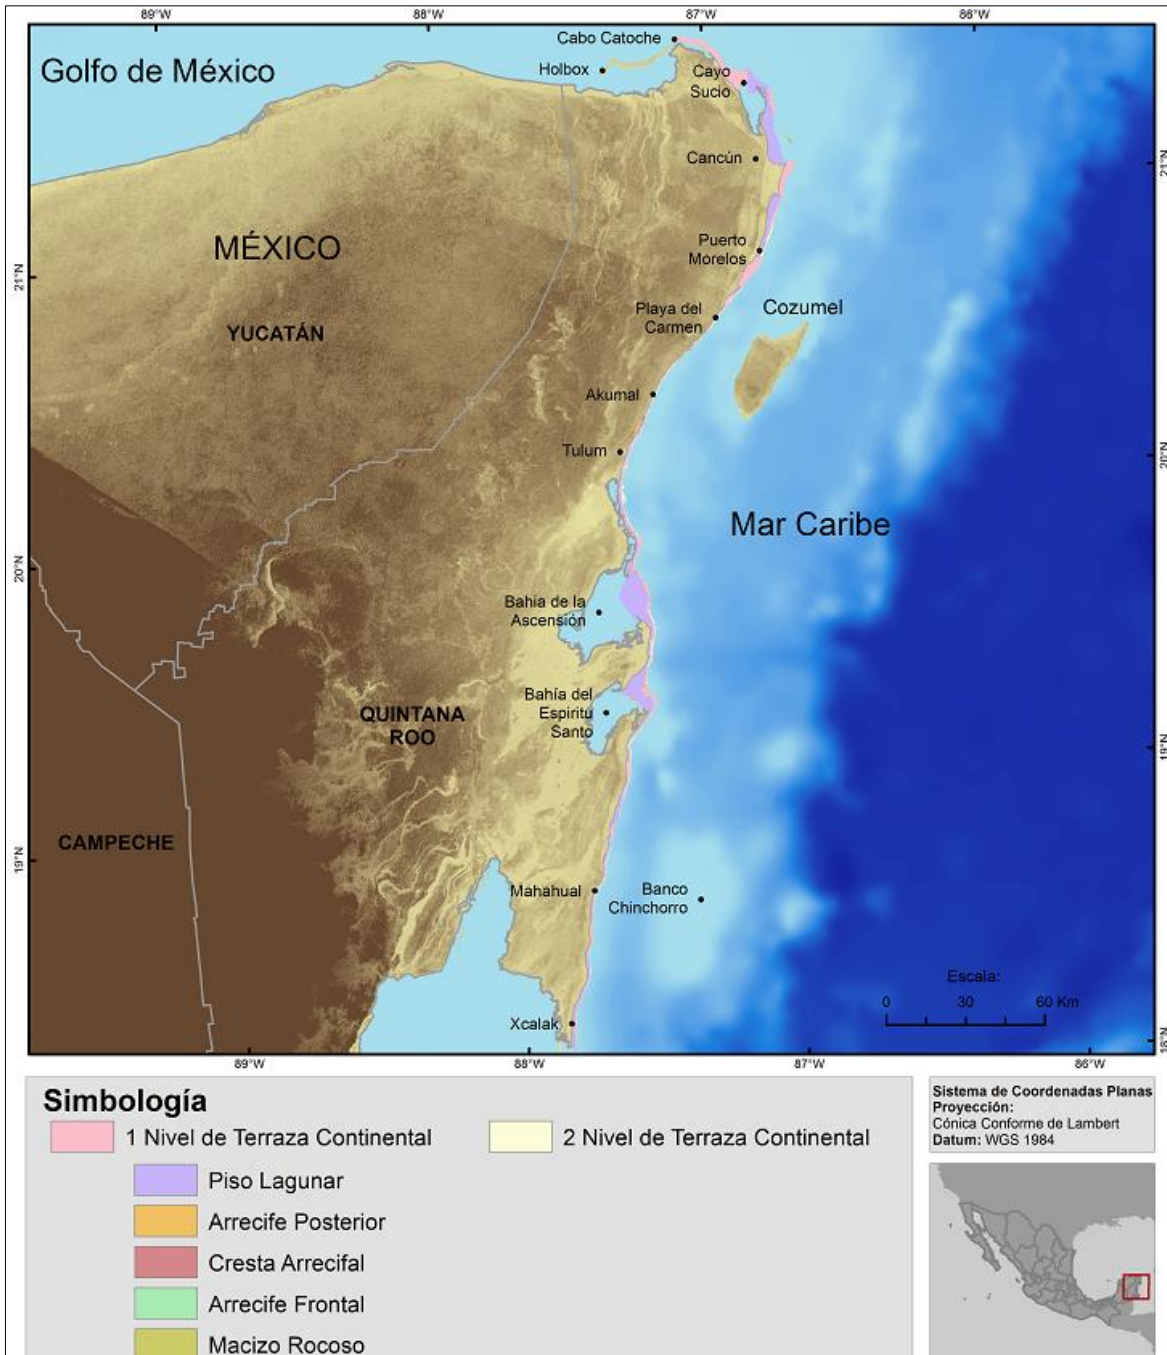 89°W
88°W
87°W
86°W
Golfo de México
Cabo Catoche
Holbox
Cayo
Sucio
Cancún
21°N
MÉXICO
Puerto
Morelos
21°N
YUCATÁN
Playa del
Carmen
Cozumel
Akumal
Tulum
20°N
Mar Caribe
20°N
Bahia de la
Ascensión
QUINTANA
ROO
Bahía del
Espiritu
Santo
19°N
CAMPECHE
19°N
Mahahual
Banco
Chinchorro
Escala:
0
30
60 Km
Xcalak
18°N
89°W
88°W
87°W
86°W
Simbología
1 Nivel de Terraza Continental
2 Nivel de Terraza Continental
Piso Lagunar
Arrecife Posterior
Cresta Arrecifal
Arrecife Frontal
Macizo Rocoso
Sistema de Coordenadas Planas
Proyección:
Cónica Conforme de Lambert
Datum: WGS 1984